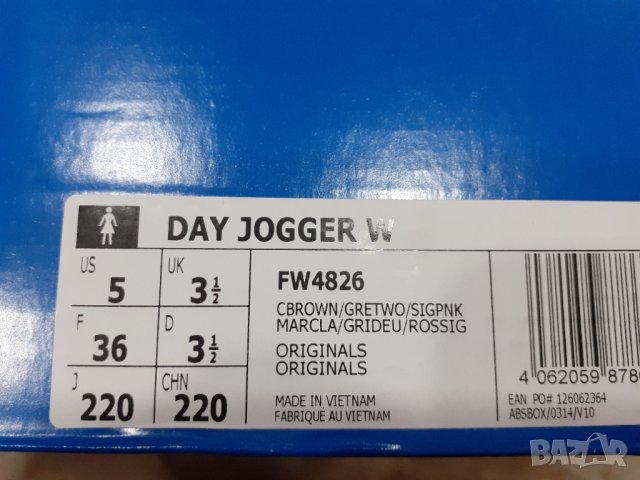 DAY JOGGER W
US 5 UK 3 1/2
F 36 D 3 1/2
J 220 CHN 220
FW4826
CBROWN/GRETWO/SIGPNK
MARCLA/GRIDEU/ROSSIG
ORIGINALS
ORIGINALS
MADE IN VIETNAM
FABRIQUÉ AU VIETNAM
4 062059 878
EAN PO# 126062364
ABSBOX/0314/V10
BAZAR
bg